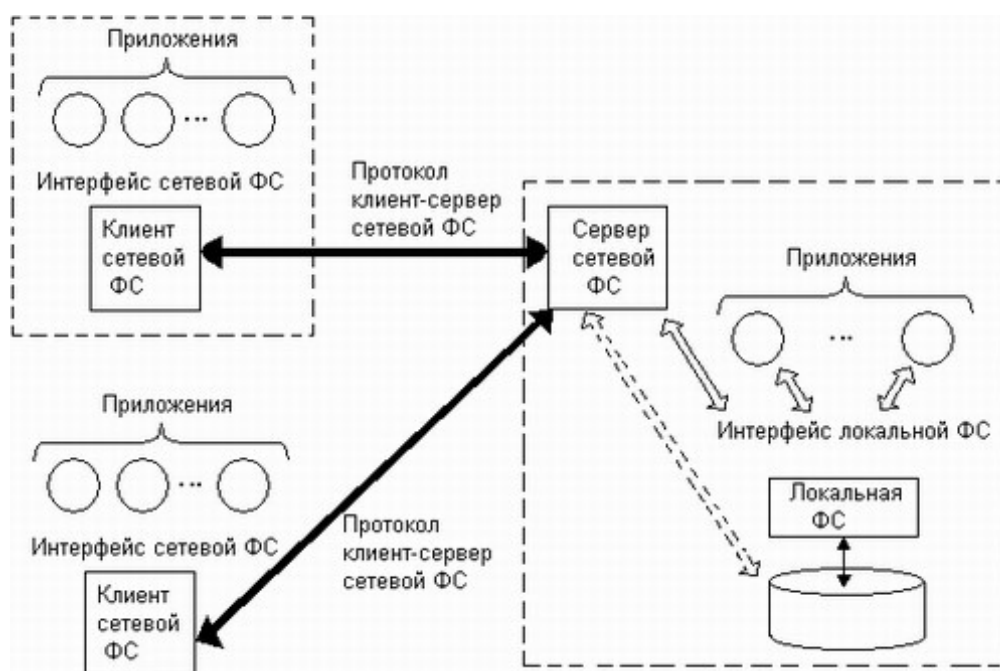 Приложения
...
Интерфейс сетевой ФС
Клиент
сетевой
ФС
Протокол
клиент-сервер
сетевой ФС
Сервер
сетевой
ФС
Приложения
...
Интерфейс локальной ФС
Локальная
ФС
Приложения
...
Интерфейс сетевой ФС
Клиент
сетевой
ФС
Протокол
клиент-сервер
сетевой ФС